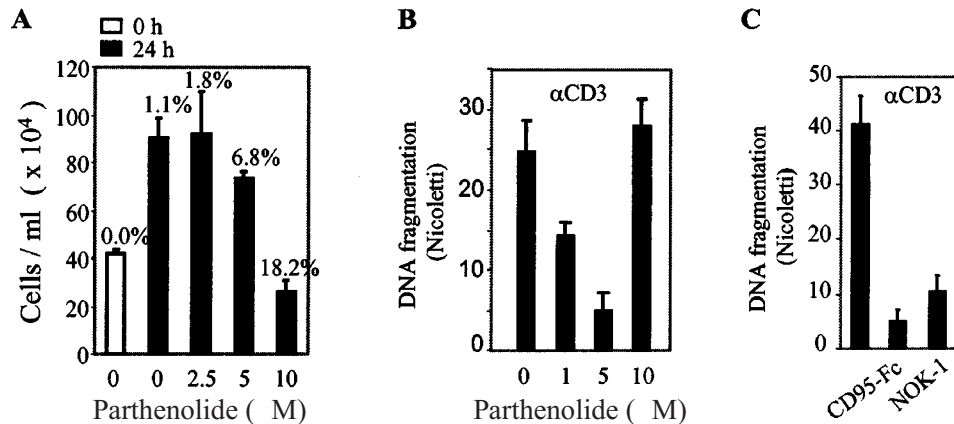 A
0 h
24 h
Cells / ml ( x 10⁴)
120
100
80
60
40
20
0
0.0%
1.1%
1.8%
6.8%
18.2%
0 0 2.5 5 10
Parthenolide ( M)
B
αCD3
DNA fragmentation
(Nicoletti)
30
20
10
0
0 1 5 10
Parthenolide ( M)
C
αCD3
DNA fragmentation
(Nicoletti)
50
40
30
20
10
0
CD95-Fc
NOK-1